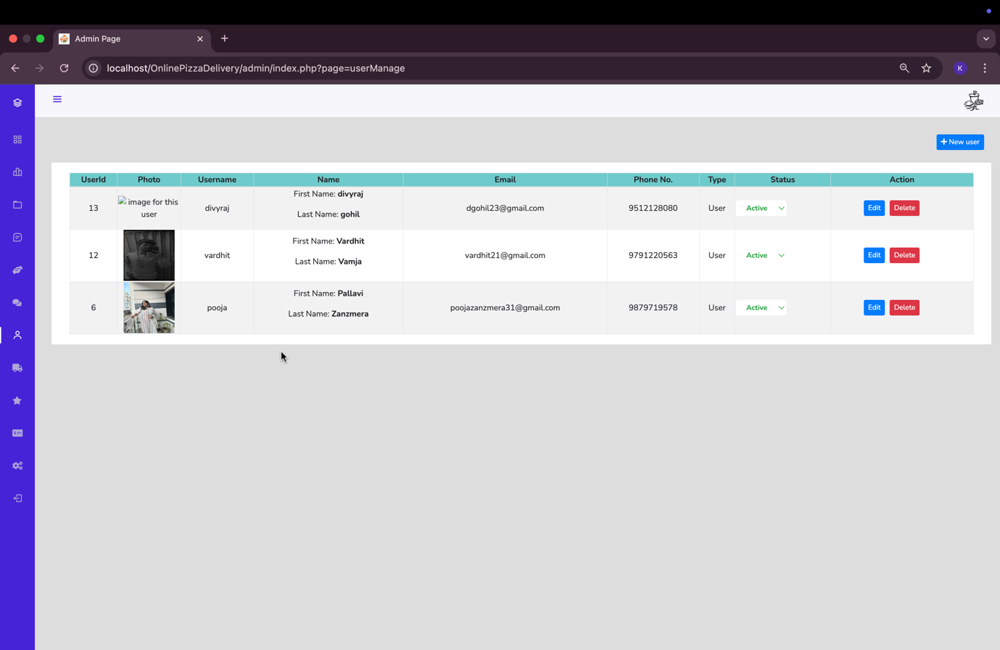 Admin Page
localhost/OnlinePizzaDelivery/admin/index.php?page=userManage
K
+ New user
UserId Photo Username Name Email Phone No. Type Status Action
13 image for this user divyraj First Name: divyraj Last Name: gohil dgohil23@gmail.com 9512128080 User Active Edit Delete
12 vardhit First Name: Vardhit Last Name: Vamja vardhit21@gmail.com 9791220563 User Active Edit Delete
6 pooja First Name: Pallavi Last Name: Zanzmera poojazanzmera31@gmail.com 9879719578 User Active Edit Delete